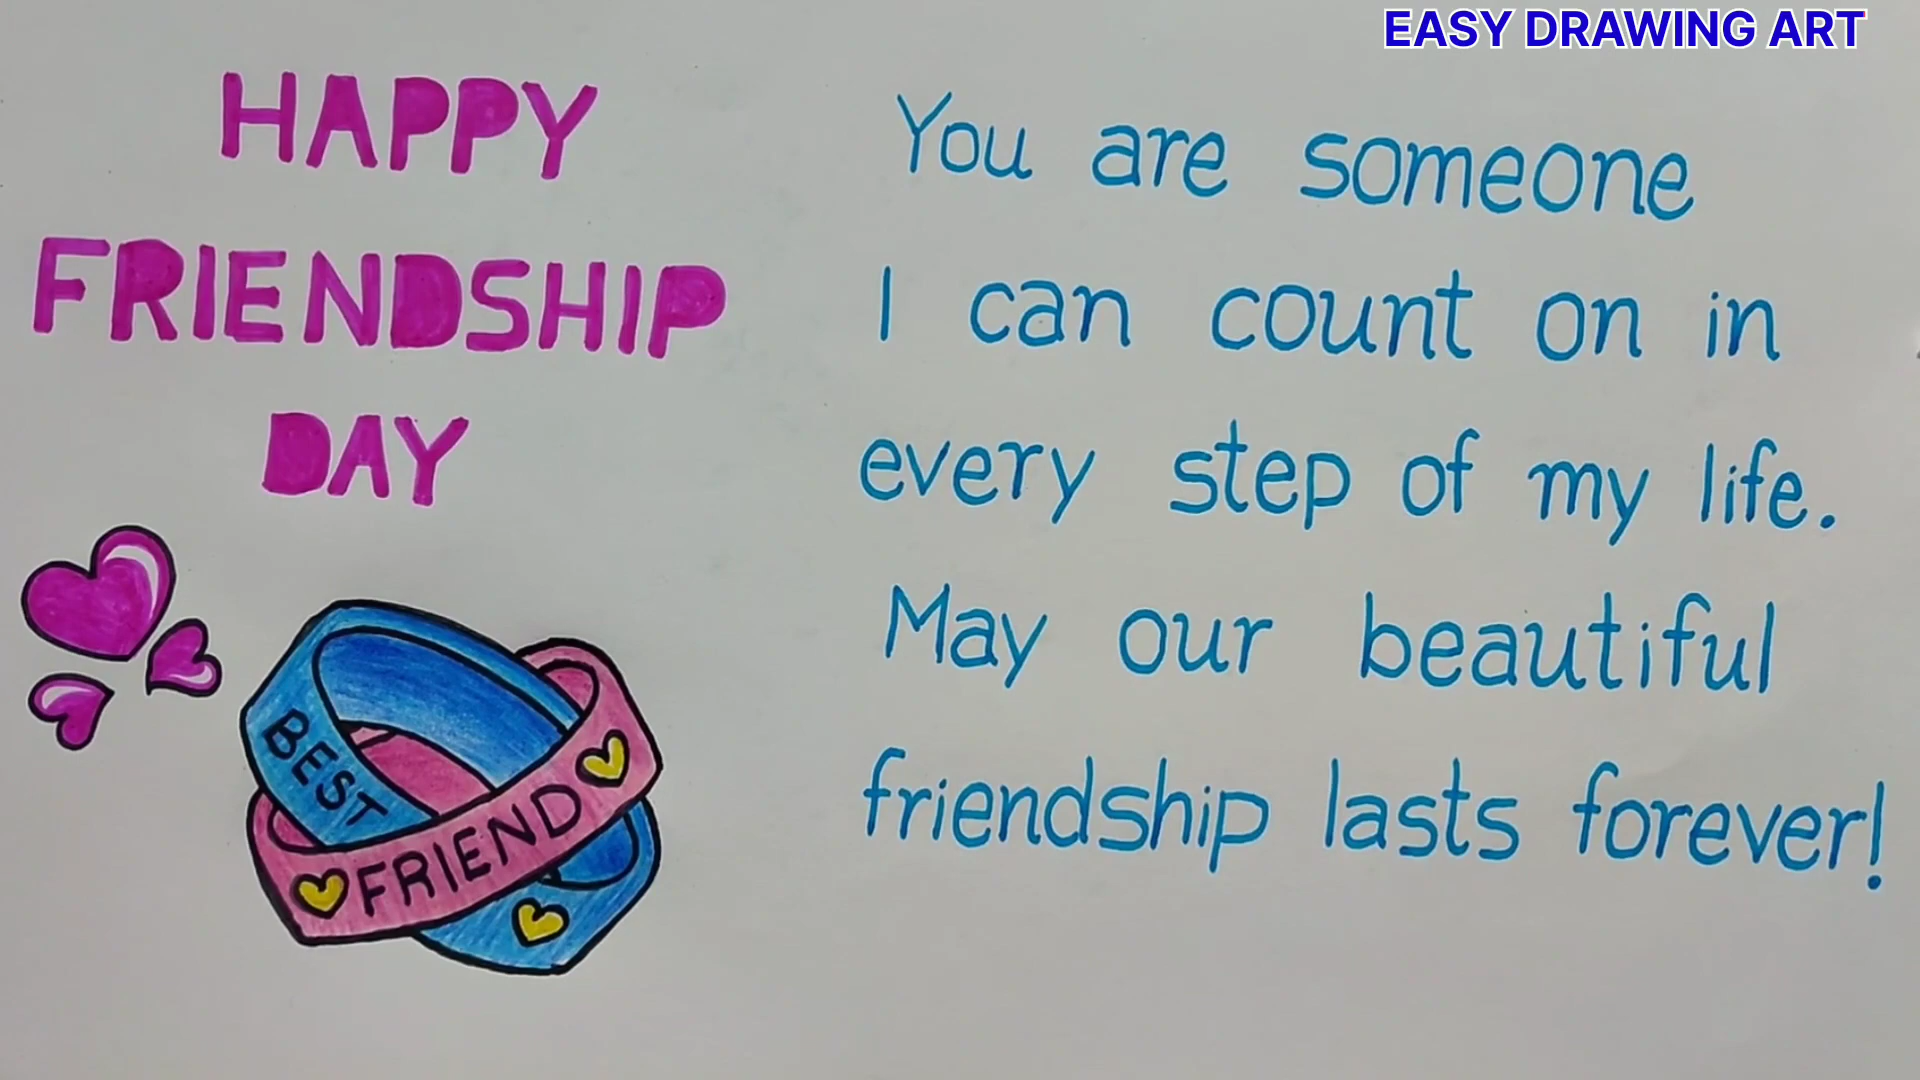 EASY DRAWING ART
HAPPY
FRIENDSHIP
DAY
BEST
FRIEND
You are someone
I can count on in
every step of my life.
May our beautiful
friendship lasts forever!